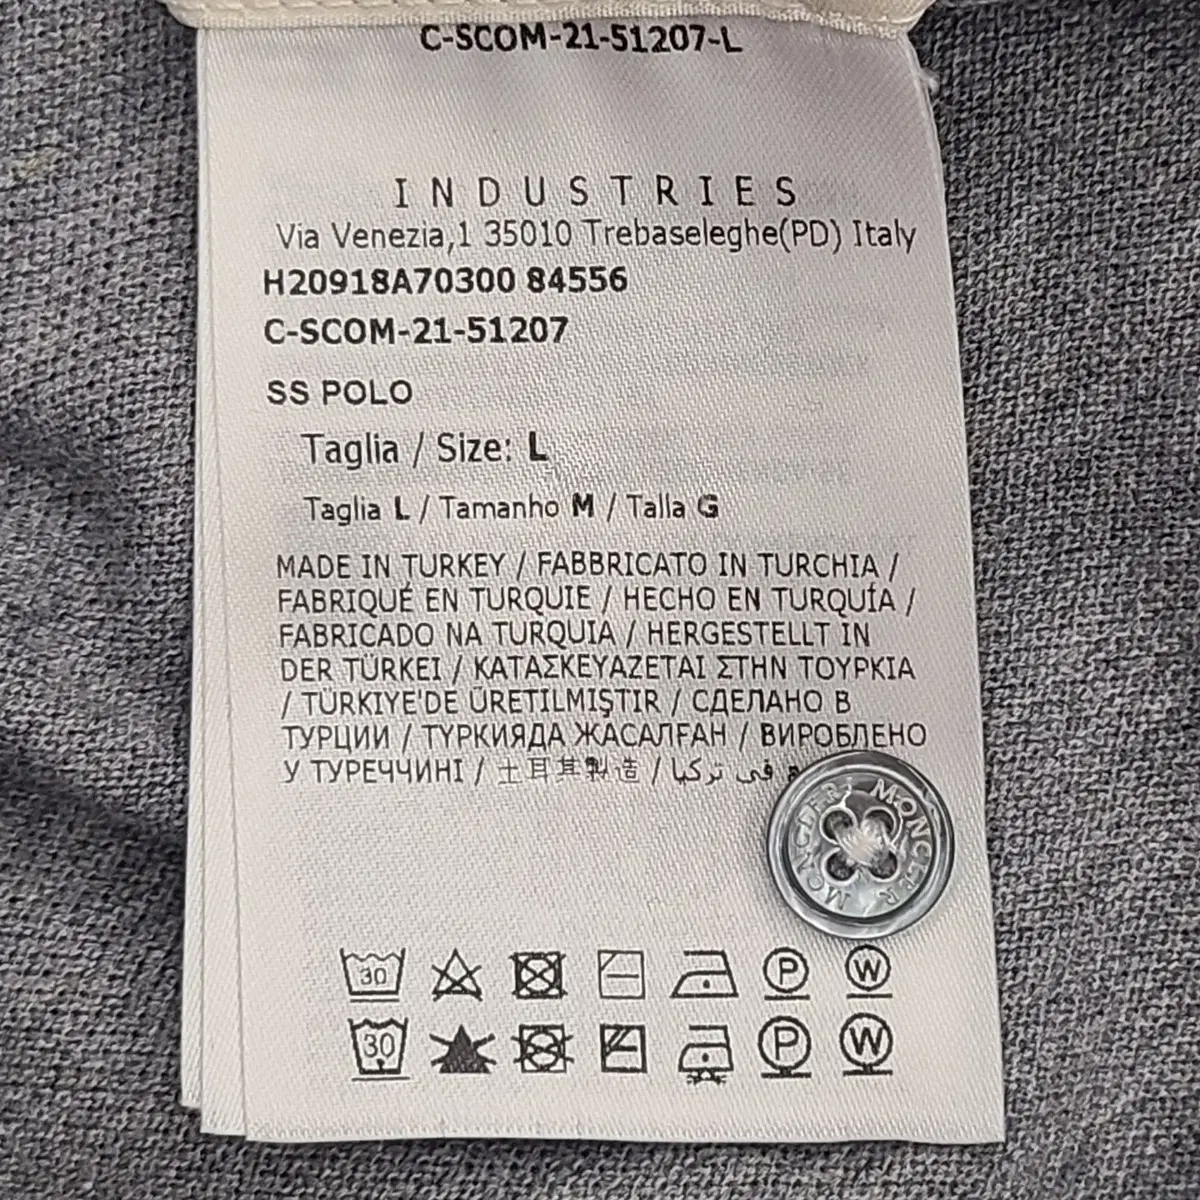 C-SCOM-21-51207-L
INDUSTRIES
Via Venezia,1 35010 Trebaseleghe(PD) Italy
H20918A70300 84556
C-SCOM-21-51207
SS POLO
Taglia / Size: L
Taglia L / Tamanho M / Talla G
MADE IN TURKEY / FABBRICATO IN TURCHIA /
FABRIQUÉ EN TURQUIE / HECHO EN TURQUÍA /
FABRICADO NA TURQUIA / HERGESTELLT IN
DER TÜRKEI / ΚΑΤΑΣΚΕΥΑΖΕΤΑΙ ΣΤΗΝ ΤΟΥΡΚΙΑ
/ TÜRKIYE'DE ÜRETILMIŞTIR / СДЕЛАНО В
ТУРЦИИ / ТҮРКИЯДА ЖАСАЛҒАН / ВИРОБЛЕНО
У ТУРЕЧЧИНІ / 土耳其製造 / في تركيا
MONCLER / MONCLER /
30 P W
30 P W